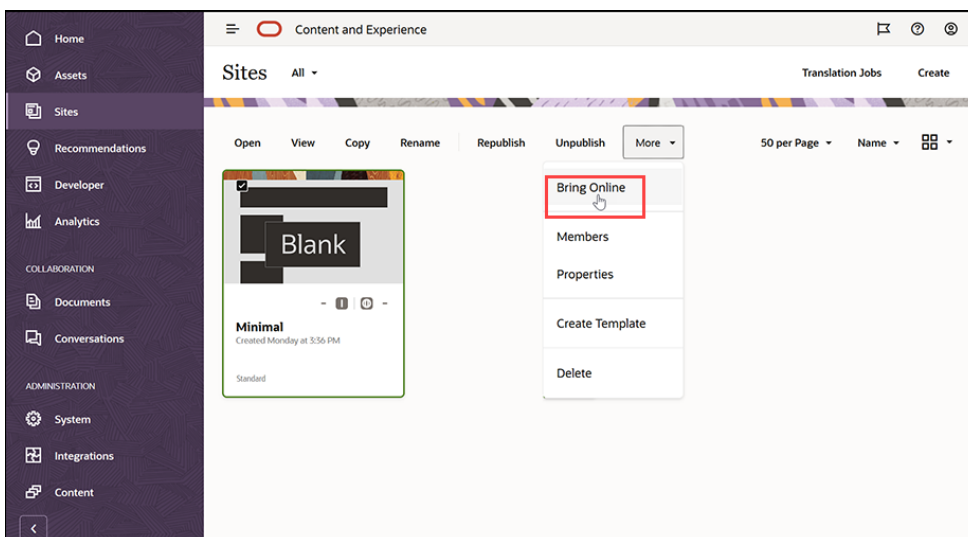 Home
Assets
Sites
Recommendations
Developer
Analytics
COLLABORATION
Documents
Conversations
ADMINISTRATION
System
Integrations
Content
Content and Experience
Sites All
Translation Jobs Create
Open View Copy Rename Republish Unpublish More 50 per Page Name
Blank
Minimal
Created Monday at 3:36 PM
Standard
Bring Online
Members
Properties
Create Template
Delete